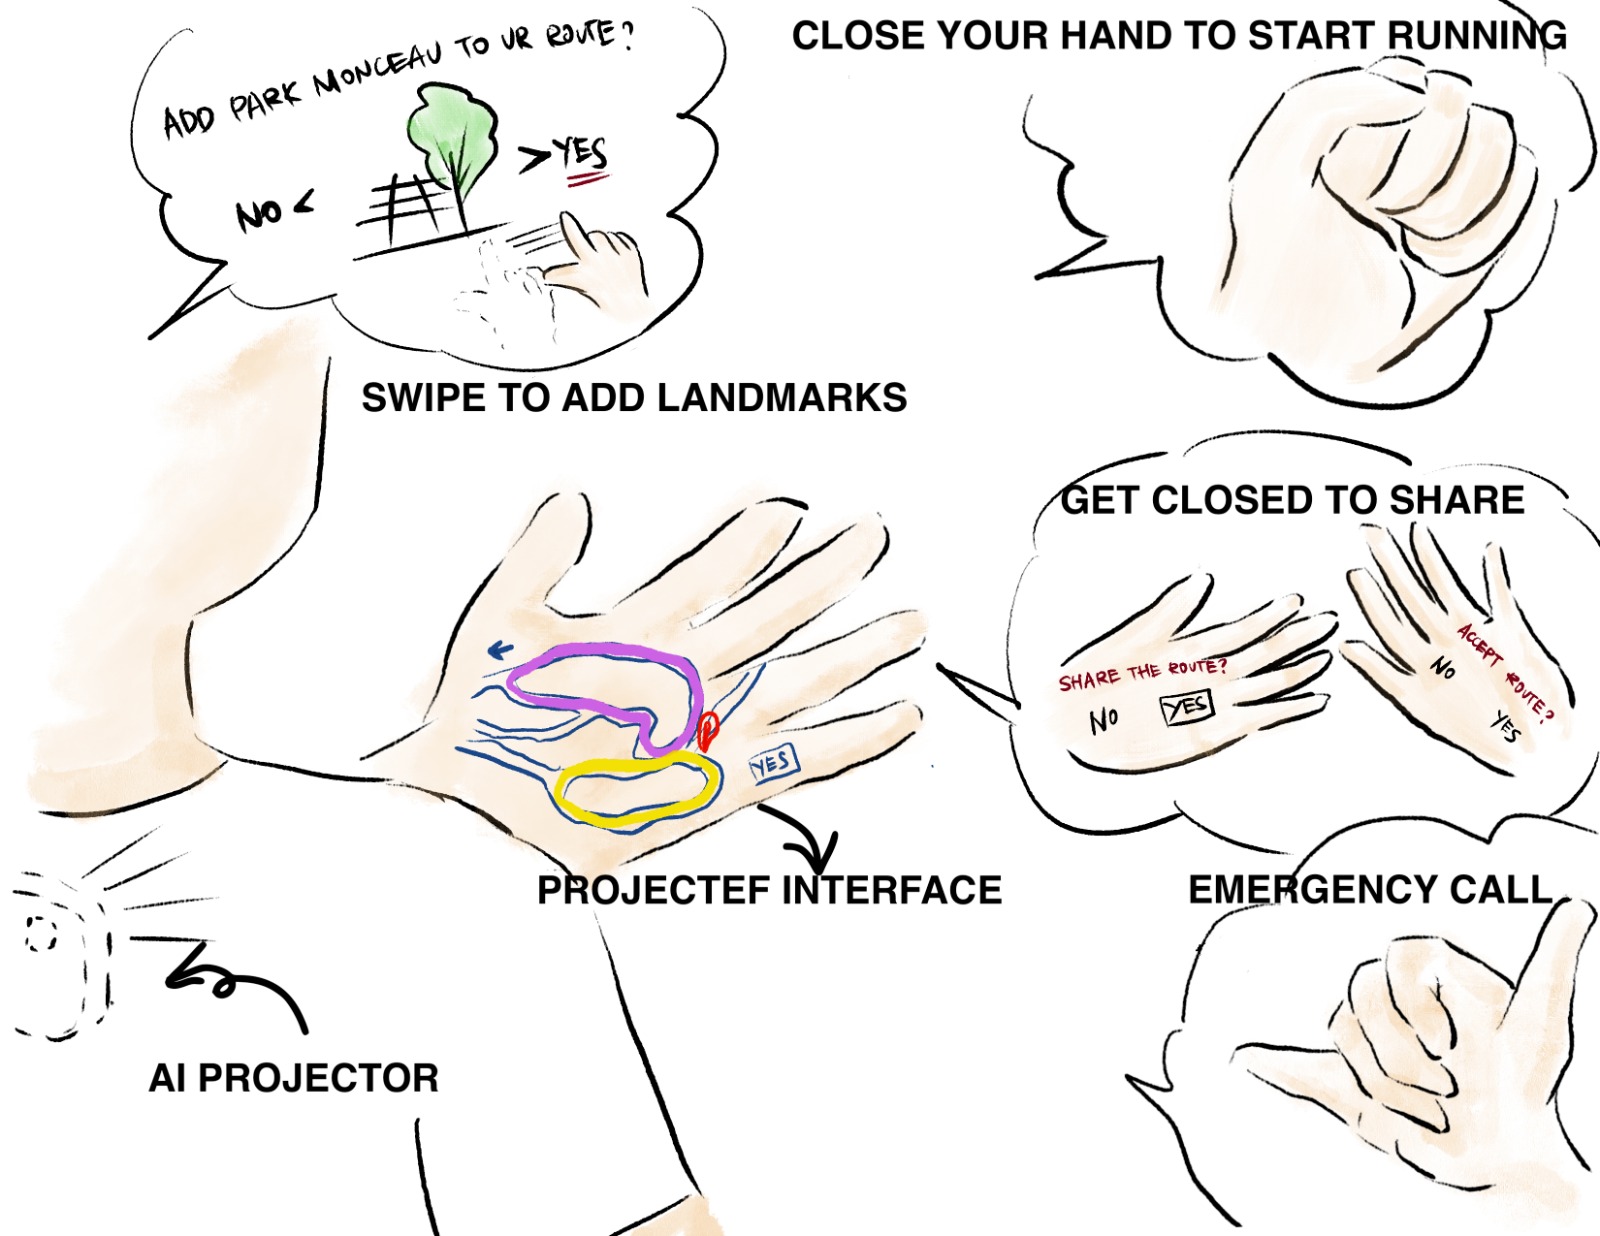 ADD PARK MONCEAU TO UR ROUTE?
NO < > YES
SWIPE TO ADD LANDMARKS
CLOSE YOUR HAND TO START RUNNING
GET CLOSED TO SHARE
SHARE THE ROUTE?
NO YES
ACCEPT ROUTE?
NO
YES
YES
PROJECTEF INTERFACE
EMERGENCY CALL
AI PROJECTOR